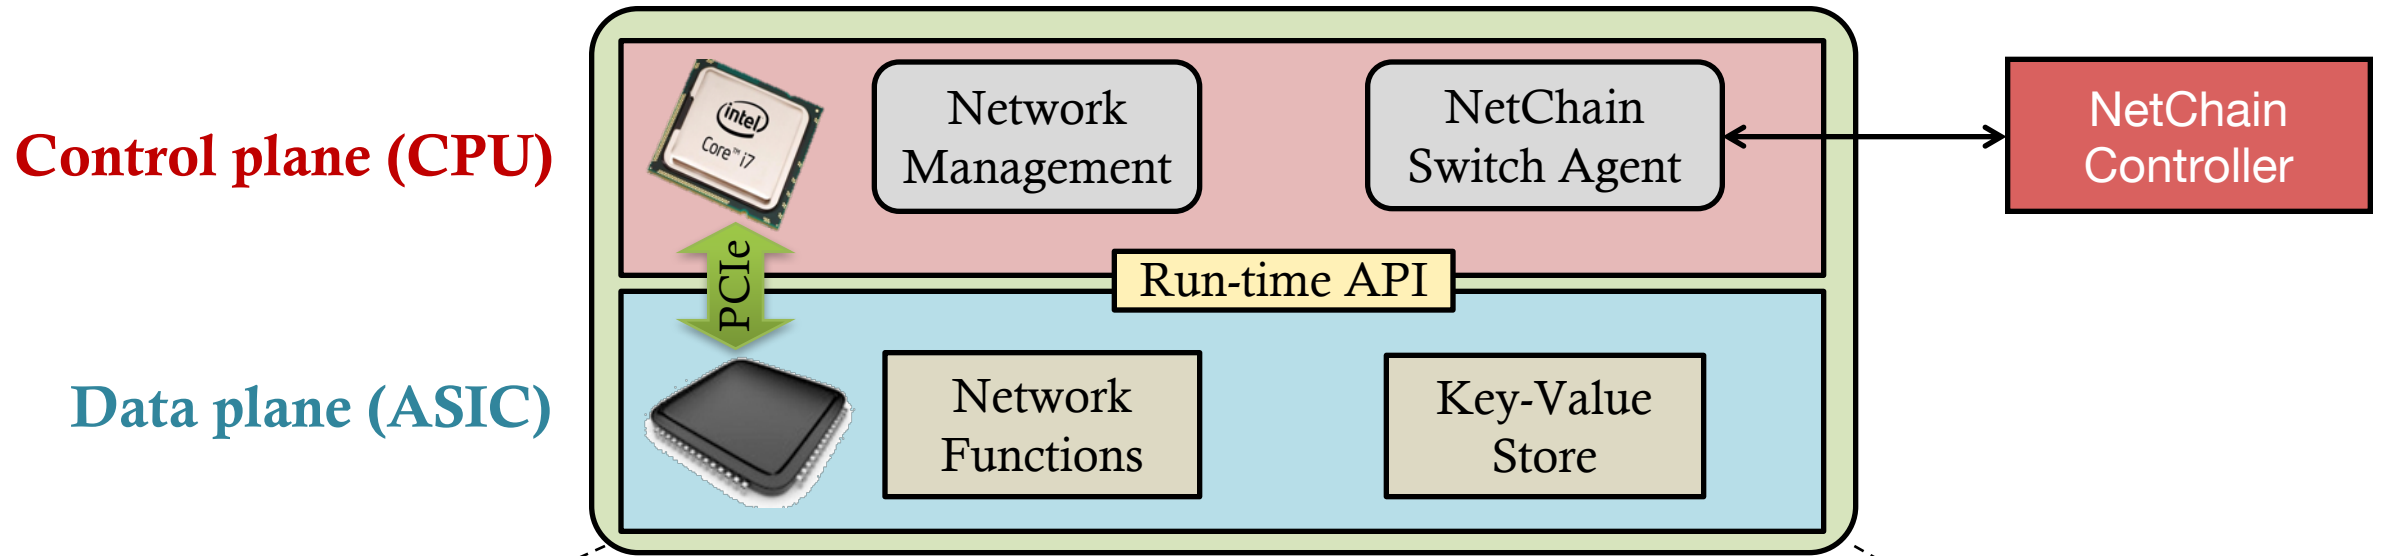 Control plane (CPU)
intel
Core™ i7
Network
Management
NetChain
Switch Agent
NetChain
Controller
PCIe
Run-time API
Data plane (ASIC)
Network
Functions
Key-Value
Store